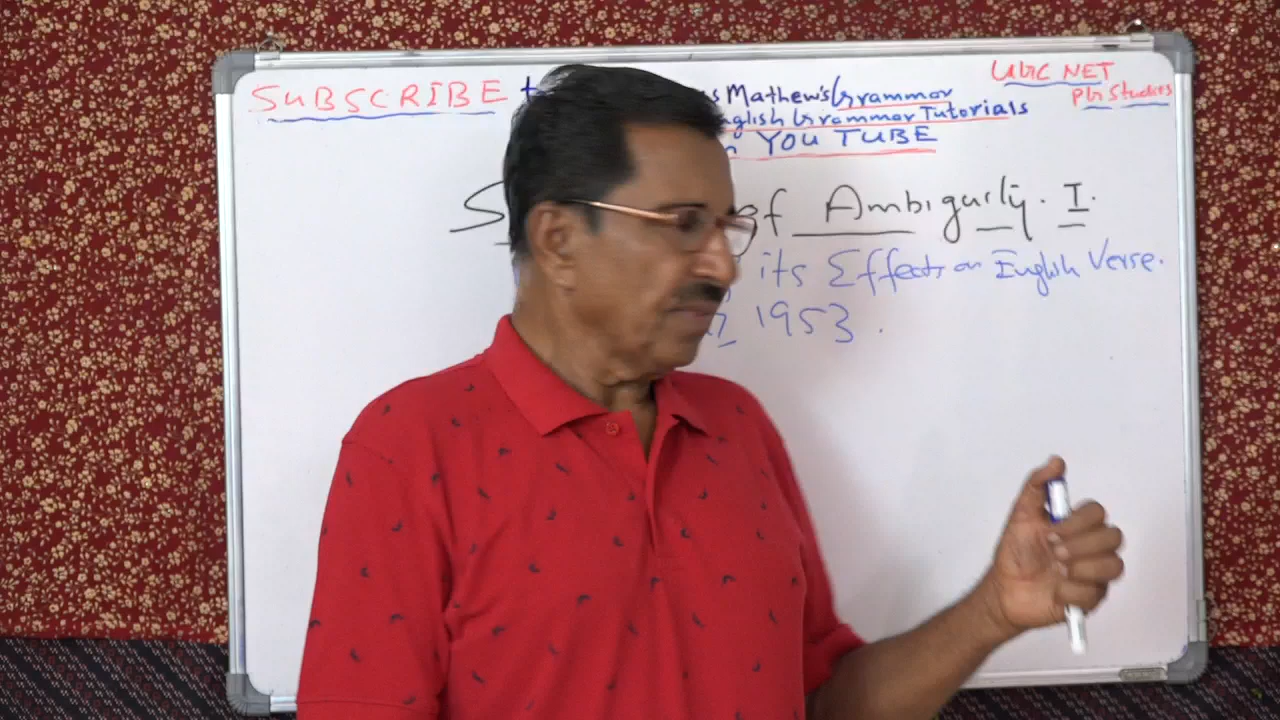 SUBSCRIBE Mathew's Grammar
English Grammar Tutorials
YOU TUBE
UGC NET
PG Studies
of Ambiguity. I.
its Effects on English Verse.
1953.